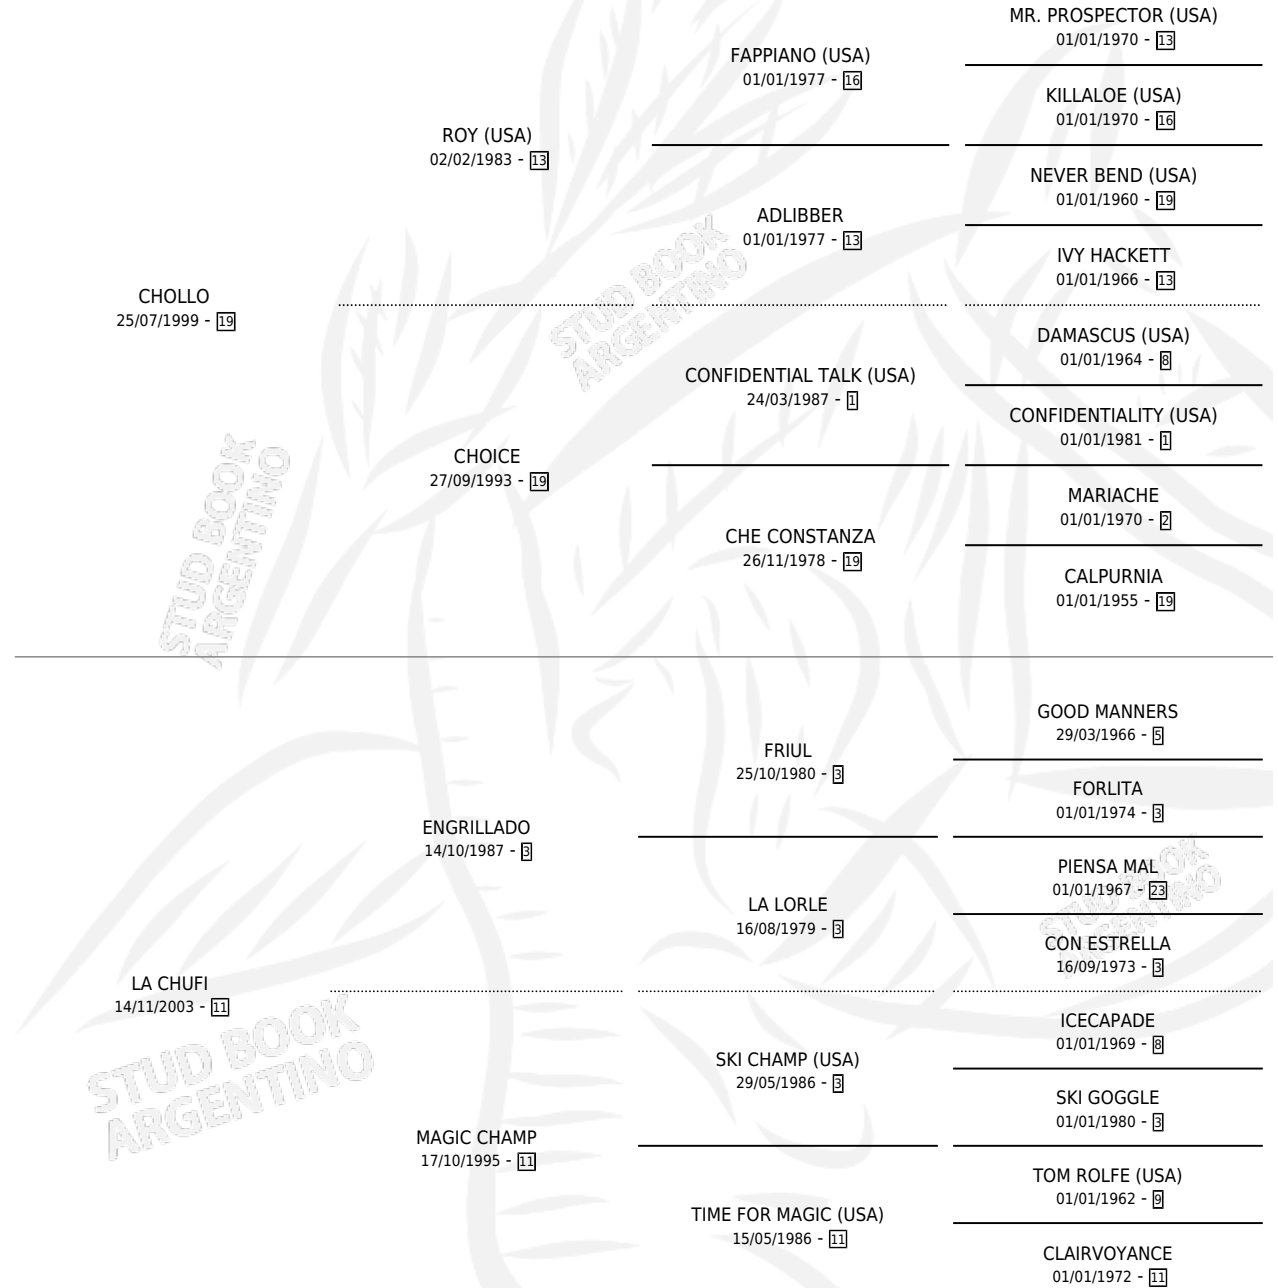 MR. PROSPECTOR (USA)
01/01/1970 - 13
FAPPIANO (USA)
01/01/1977 - 16
KILLALOE (USA)
01/01/1970 - 16
ROY (USA)
02/02/1983 - 13
NEVER BEND (USA)
01/01/1960 - 19
ADLIBBER
01/01/1977 - 13
IVY HACKETT
01/01/1966 - 13
CHOLLO
25/07/1999 - 19
DAMASCUS (USA)
01/01/1964 - 8
CONFIDENTIAL TALK (USA)
24/03/1987 - 1
CONFIDENTIALITY (USA)
01/01/1981 - 1
CHOICE
27/09/1993 - 19
MARIACHE
01/01/1970 - 2
CHE CONSTANZA
26/11/1978 - 19
CALPURNIA
01/01/1955 - 19
GOOD MANNERS
29/03/1966 - 5
FRIUL
25/10/1980 - 3
FORLITA
01/01/1974 - 3
ENGRILLADO
14/10/1987 - 3
PIENSA MAL
01/01/1967 - 23
LA LORLE
16/08/1979 - 3
CON ESTRELLA
16/09/1973 - 3
LA CHUFI
14/11/2003 - 11
ICECAPADE
01/01/1969 - 8
SKI CHAMP (USA)
29/05/1986 - 3
SKI GOGGLE
01/01/1980 - 3
MAGIC CHAMP
17/10/1995 - 11
TOM ROLFE (USA)
01/01/1962 - 9
TIME FOR MAGIC (USA)
15/05/1986 - 11
CLAIRVOYANCE
01/01/1972 - 11
STUD BOOK
ARGENTINO
STUD BOOK
ARGENTINO
STUD BOOK
ARGENTINO
STUD BOOK
ARGENTINO